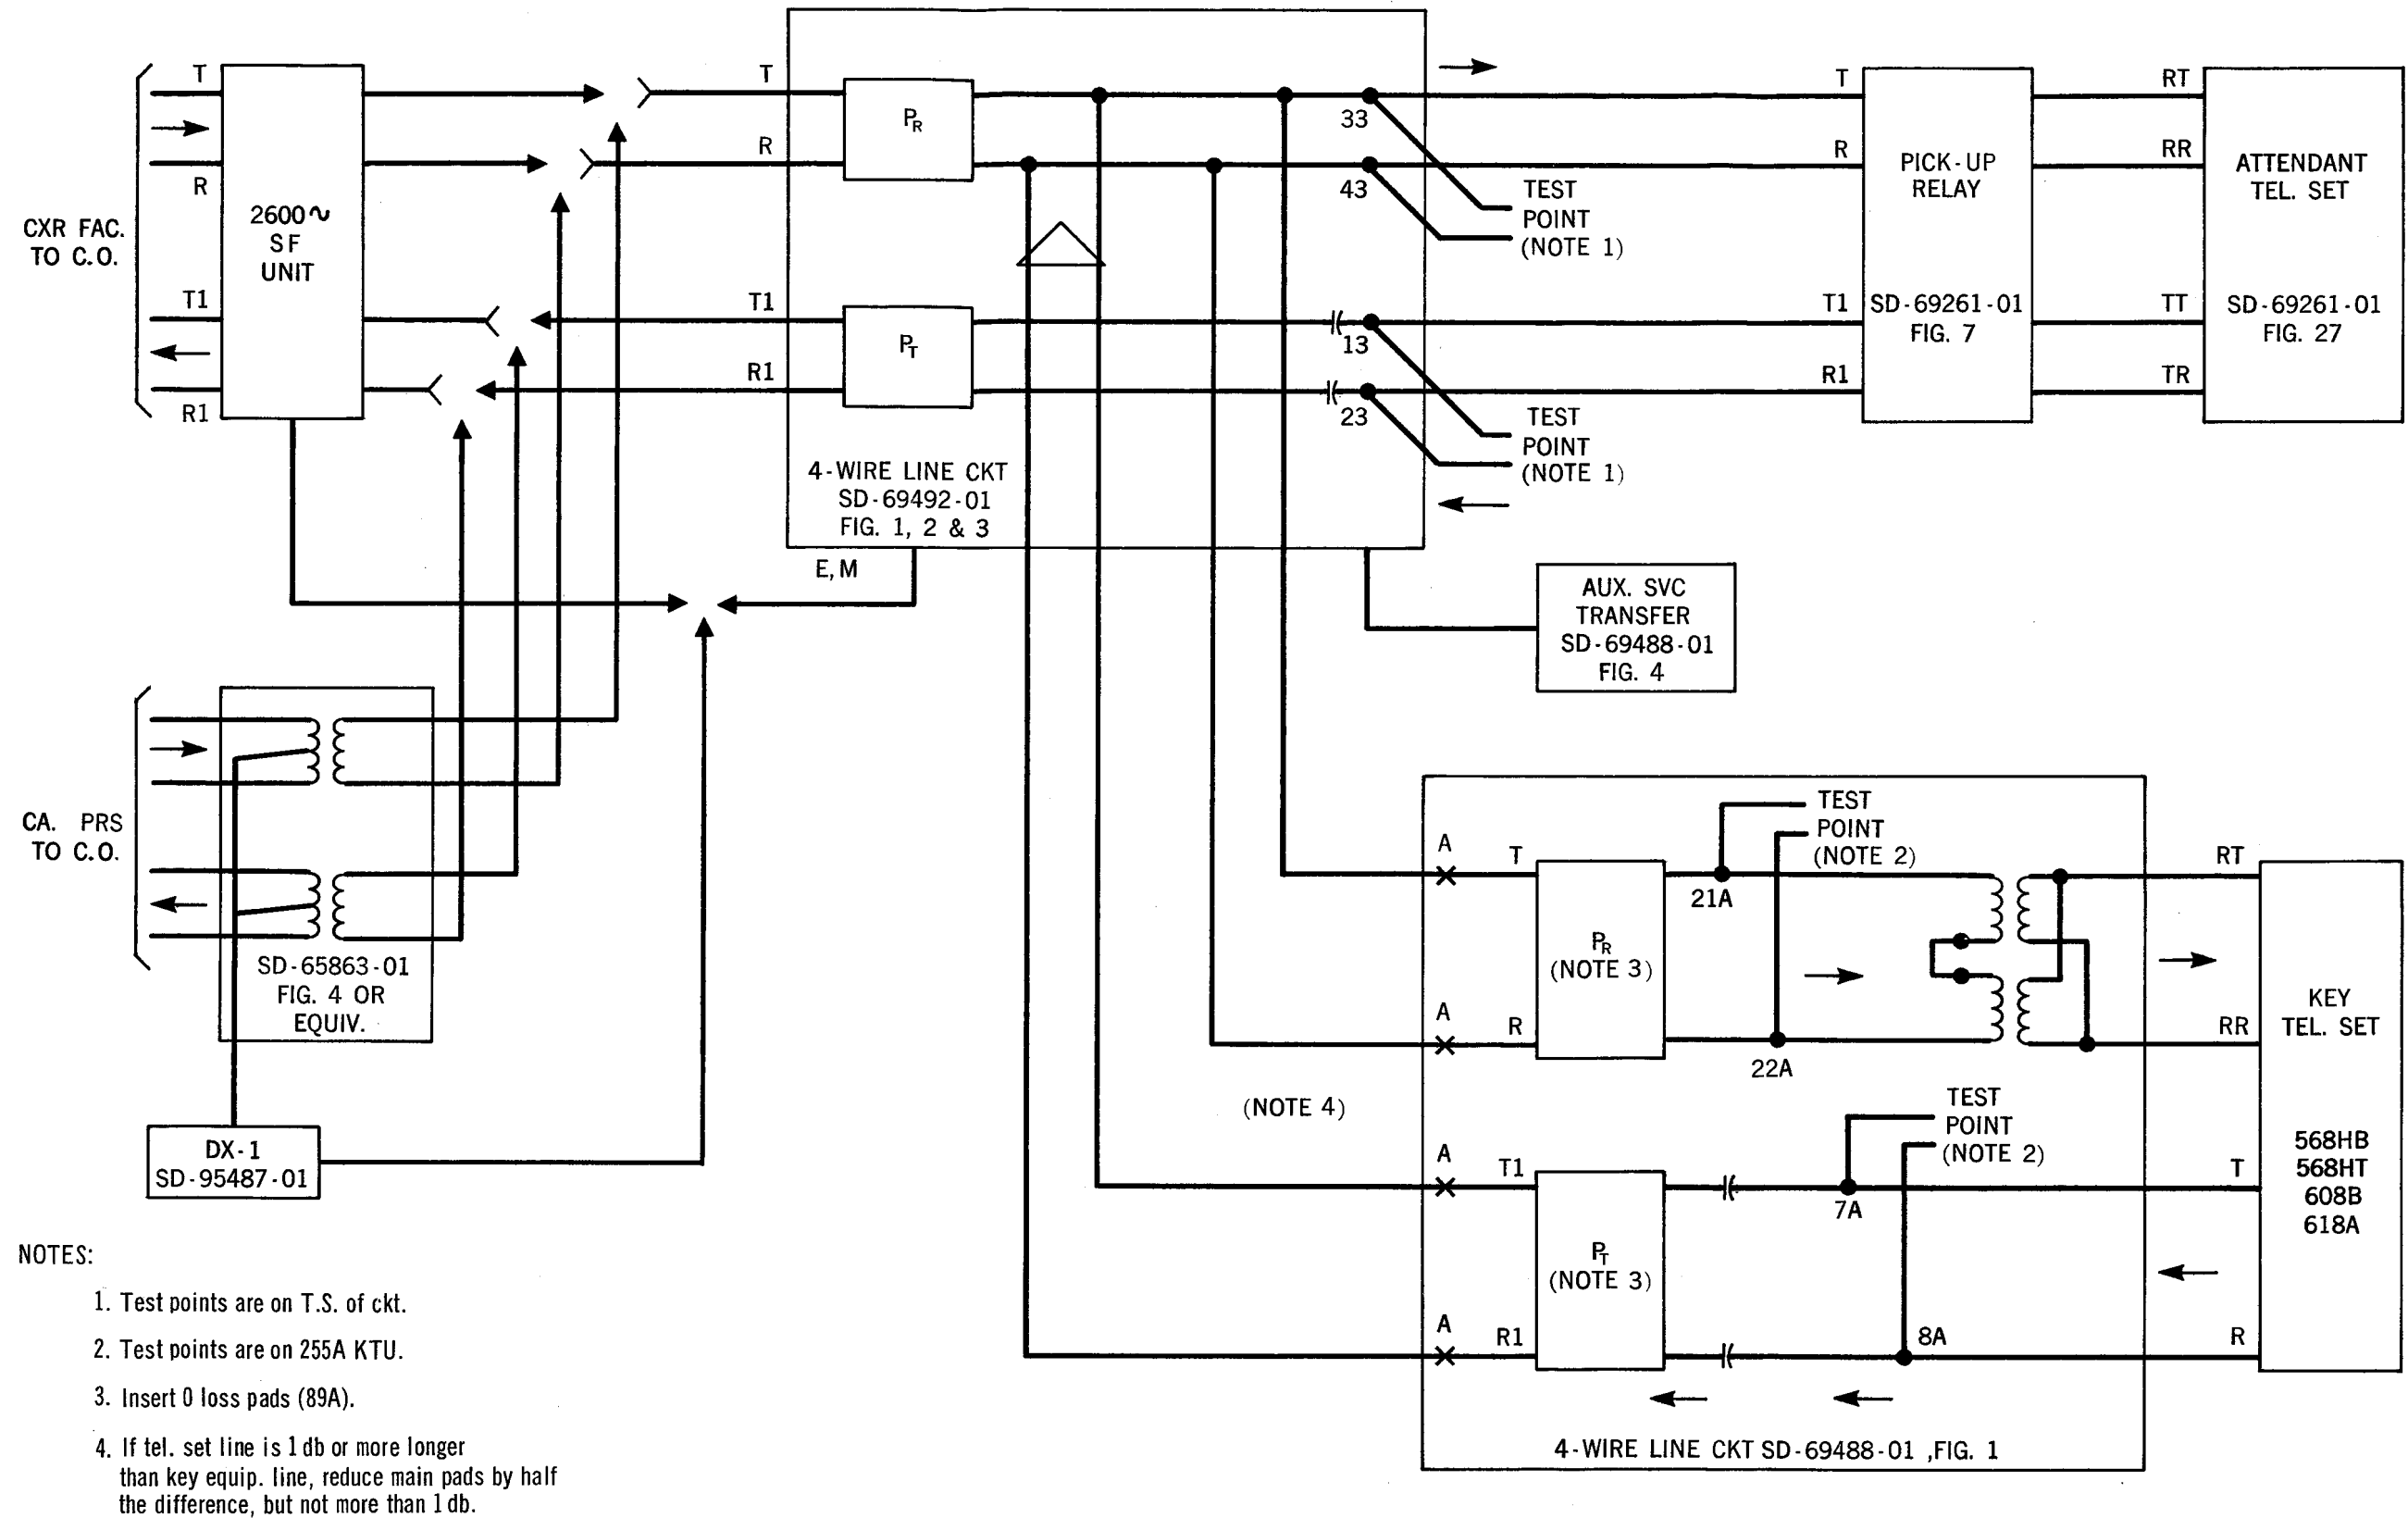 CXR FAC.
TO C.O.
T
R
T1
R1
2600~
SF
UNIT
T
R
T1
R1
PR
PT
4-WIRE LINE CKT
SD-69492-01
FIG. 1, 2 & 3
E, M
33
43
13
23
TEST
POINT
(NOTE 1)
TEST
POINT
(NOTE 1)
T
R
T1
R1
PICK-UP
RELAY
SD-69261-01
FIG. 7
RT
RR
TT
TR
ATTENDANT
TEL. SET
SD-69261-01
FIG. 27
AUX. SVC
TRANSFER
SD-69488-01
FIG. 4
CA. PRS
TO C.O.
SD-65863-01
FIG. 4 OR
EQUIV.
DX-1
SD-95487-01
(NOTE 4)
A
T
A
R
A
T1
A
R1
PR
(NOTE 3)
PT
(NOTE 3)
TEST
POINT
(NOTE 2)
21A
22A
TEST
POINT
(NOTE 2)
7A
8A
RT
RR
T
R
KEY
TEL. SET
568HB
568HT
608B
618A
4-WIRE LINE CKT SD-69488-01 ,FIG. 1
NOTES:
1. Test points are on T.S. of ckt.
2. Test points are on 255A KTU.
3. Insert 0 loss pads (89A).
4. If tel. set line is 1 db or more longer
than key equip. line, reduce main pads by half
the difference, but not more than 1 db.